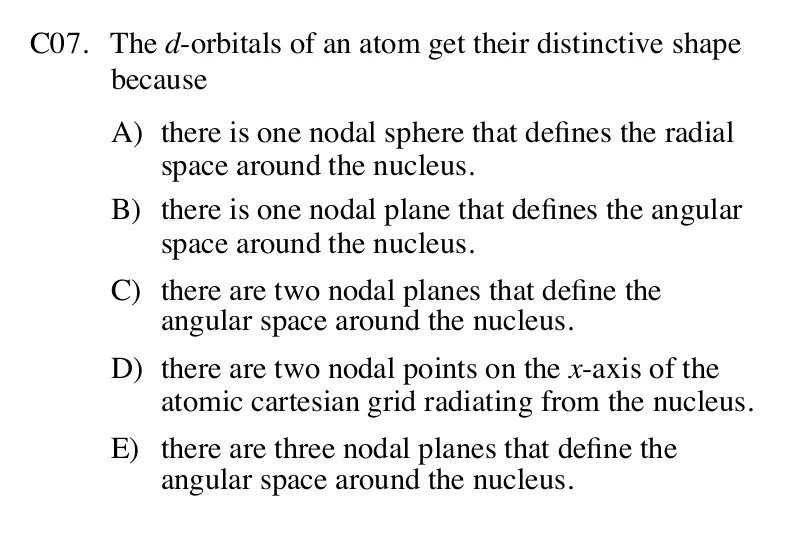 C07. The d-orbitals of an atom get their distinctive shape
because
A) there is one nodal sphere that defines the radial
space around the nucleus.
B) there is one nodal plane that defines the angular
space around the nucleus.
C) there are two nodal planes that define the
angular space around the nucleus.
D) there are two nodal points on the x-axis of the
atomic cartesian grid radiating from the nucleus.
E) there are three nodal planes that define the
angular space around the nucleus.